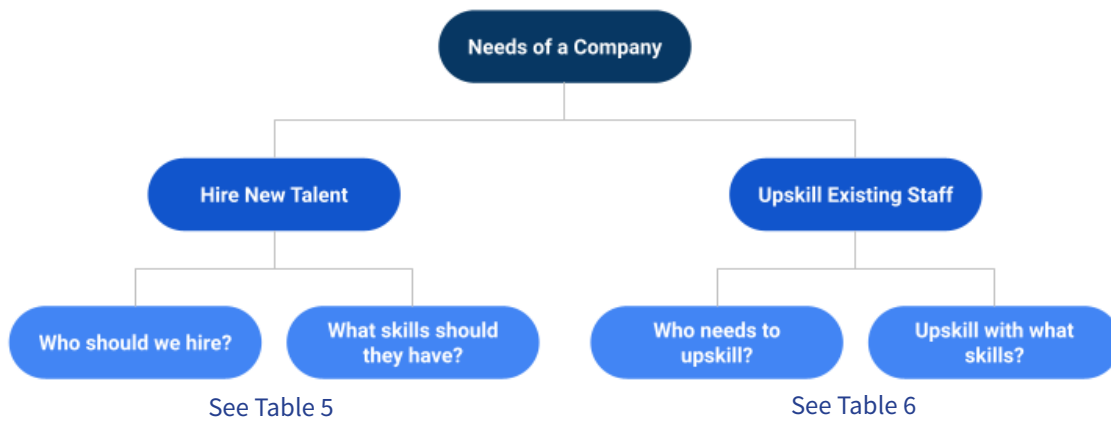 Needs of a Company
Hire New Talent
Upskill Existing Staff
Who should we hire?
What skills should
they have?
Who needs to
upskill?
Upskill with what
skills?
See Table 5
See Table 6